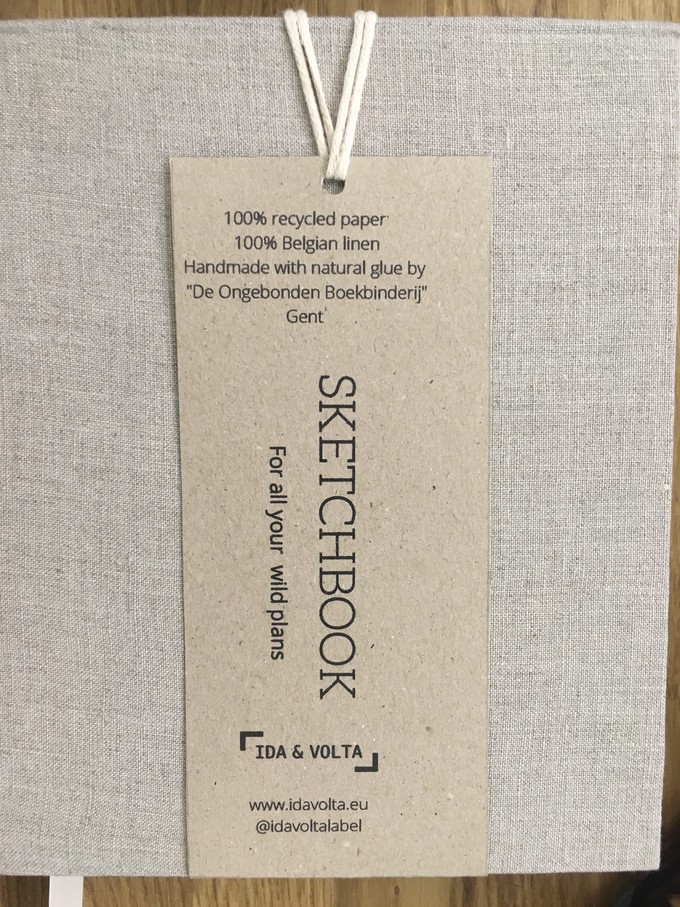 100% recycled paper
100% Belgian linen
Handmade with natural glue by
"De Ongebonden Boekbinderij"
Gent
SKETCHBOOK
For all your wild plans
IDA & VOLTA
www.idavolta.eu
@idavoltalabel